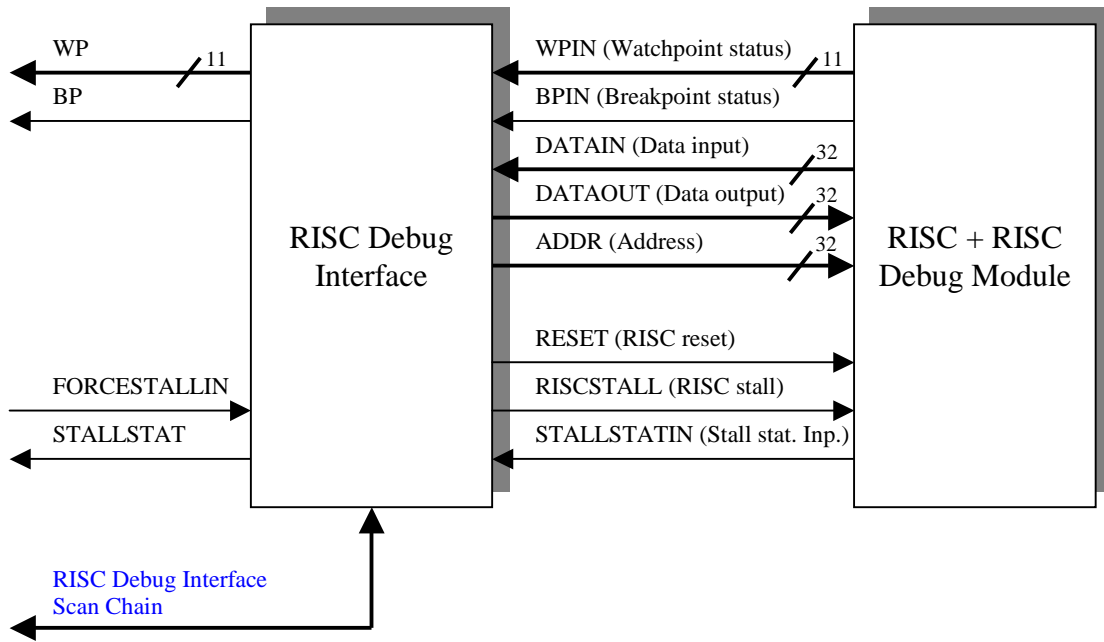 WP
11
BP
FORCESTALLIN
STALLSTAT
RISC Debug
Interface
WPIN (Watchpoint status)
11
BPIN (Breakpoint status)
DATAIN (Data input)
32
DATAOUT (Data output)
32
ADDR (Address)
32
RESET (RISC reset)
RISCSTALL (RISC stall)
STALLSTATIN (Stall stat. Inp.)
RISC + RISC
Debug Module
RISC Debug Interface
Scan Chain